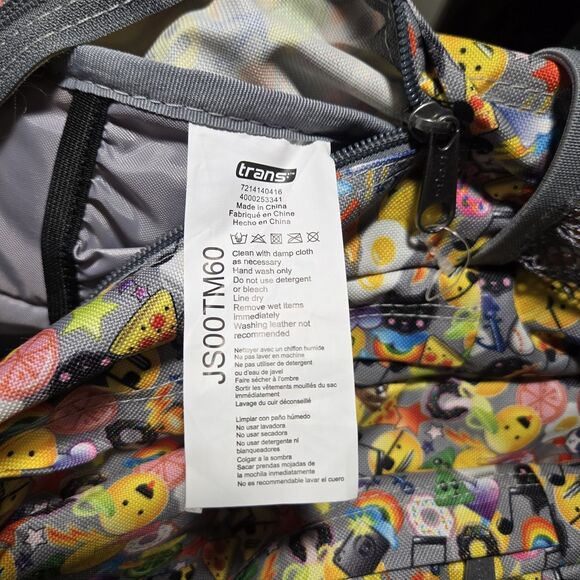 trans
7214140416
4000253341
Made in China
Fabriqué en Chine
Hecho en China
JS00TM60
Clean with damp cloth
as necessary
Hand wash only
Do not use detergent
or bleach
Line dry
Remove wet items
immediately
Washing leather not
recommended
Nettoyer avec un chiffon humide
Ne pas laver en machine
Ne pas utiliser de détergent
ou d'eau de javel
Faire sécher à l'ombre
Sortir les vêtements mouillés du sac
immédiatement
Lavage du cuir déconseillé
Limpiar con paño húmedo
No usar lavadora
No usar secadora
No usar detergente ni
blanqueadores
Colgar a la sombra
Sacar prendas mojadas de
la mochila inmediatamente
No es recommendable lavar el cuero